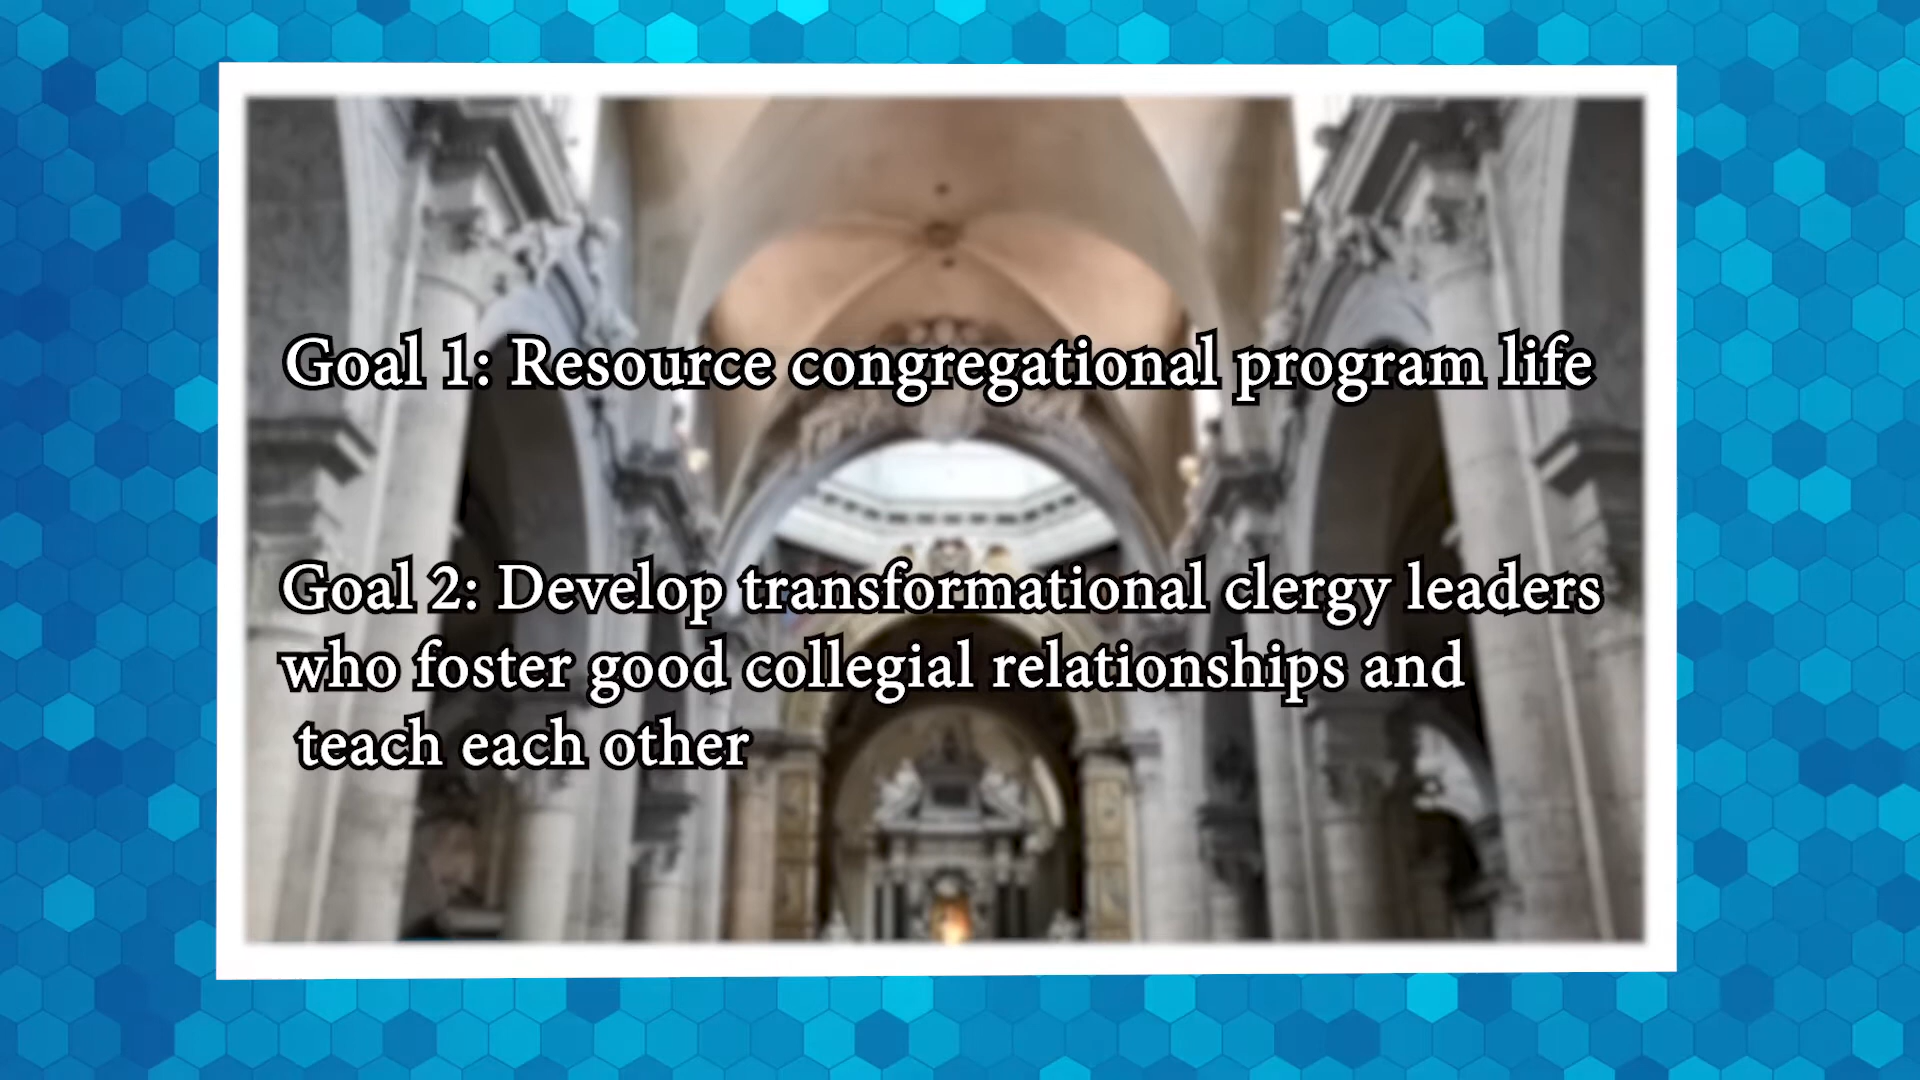 Goal 1: Resource congregational program life
Goal 2: Develop transformational clergy leaders
who foster good collegial relationships and
teach each other